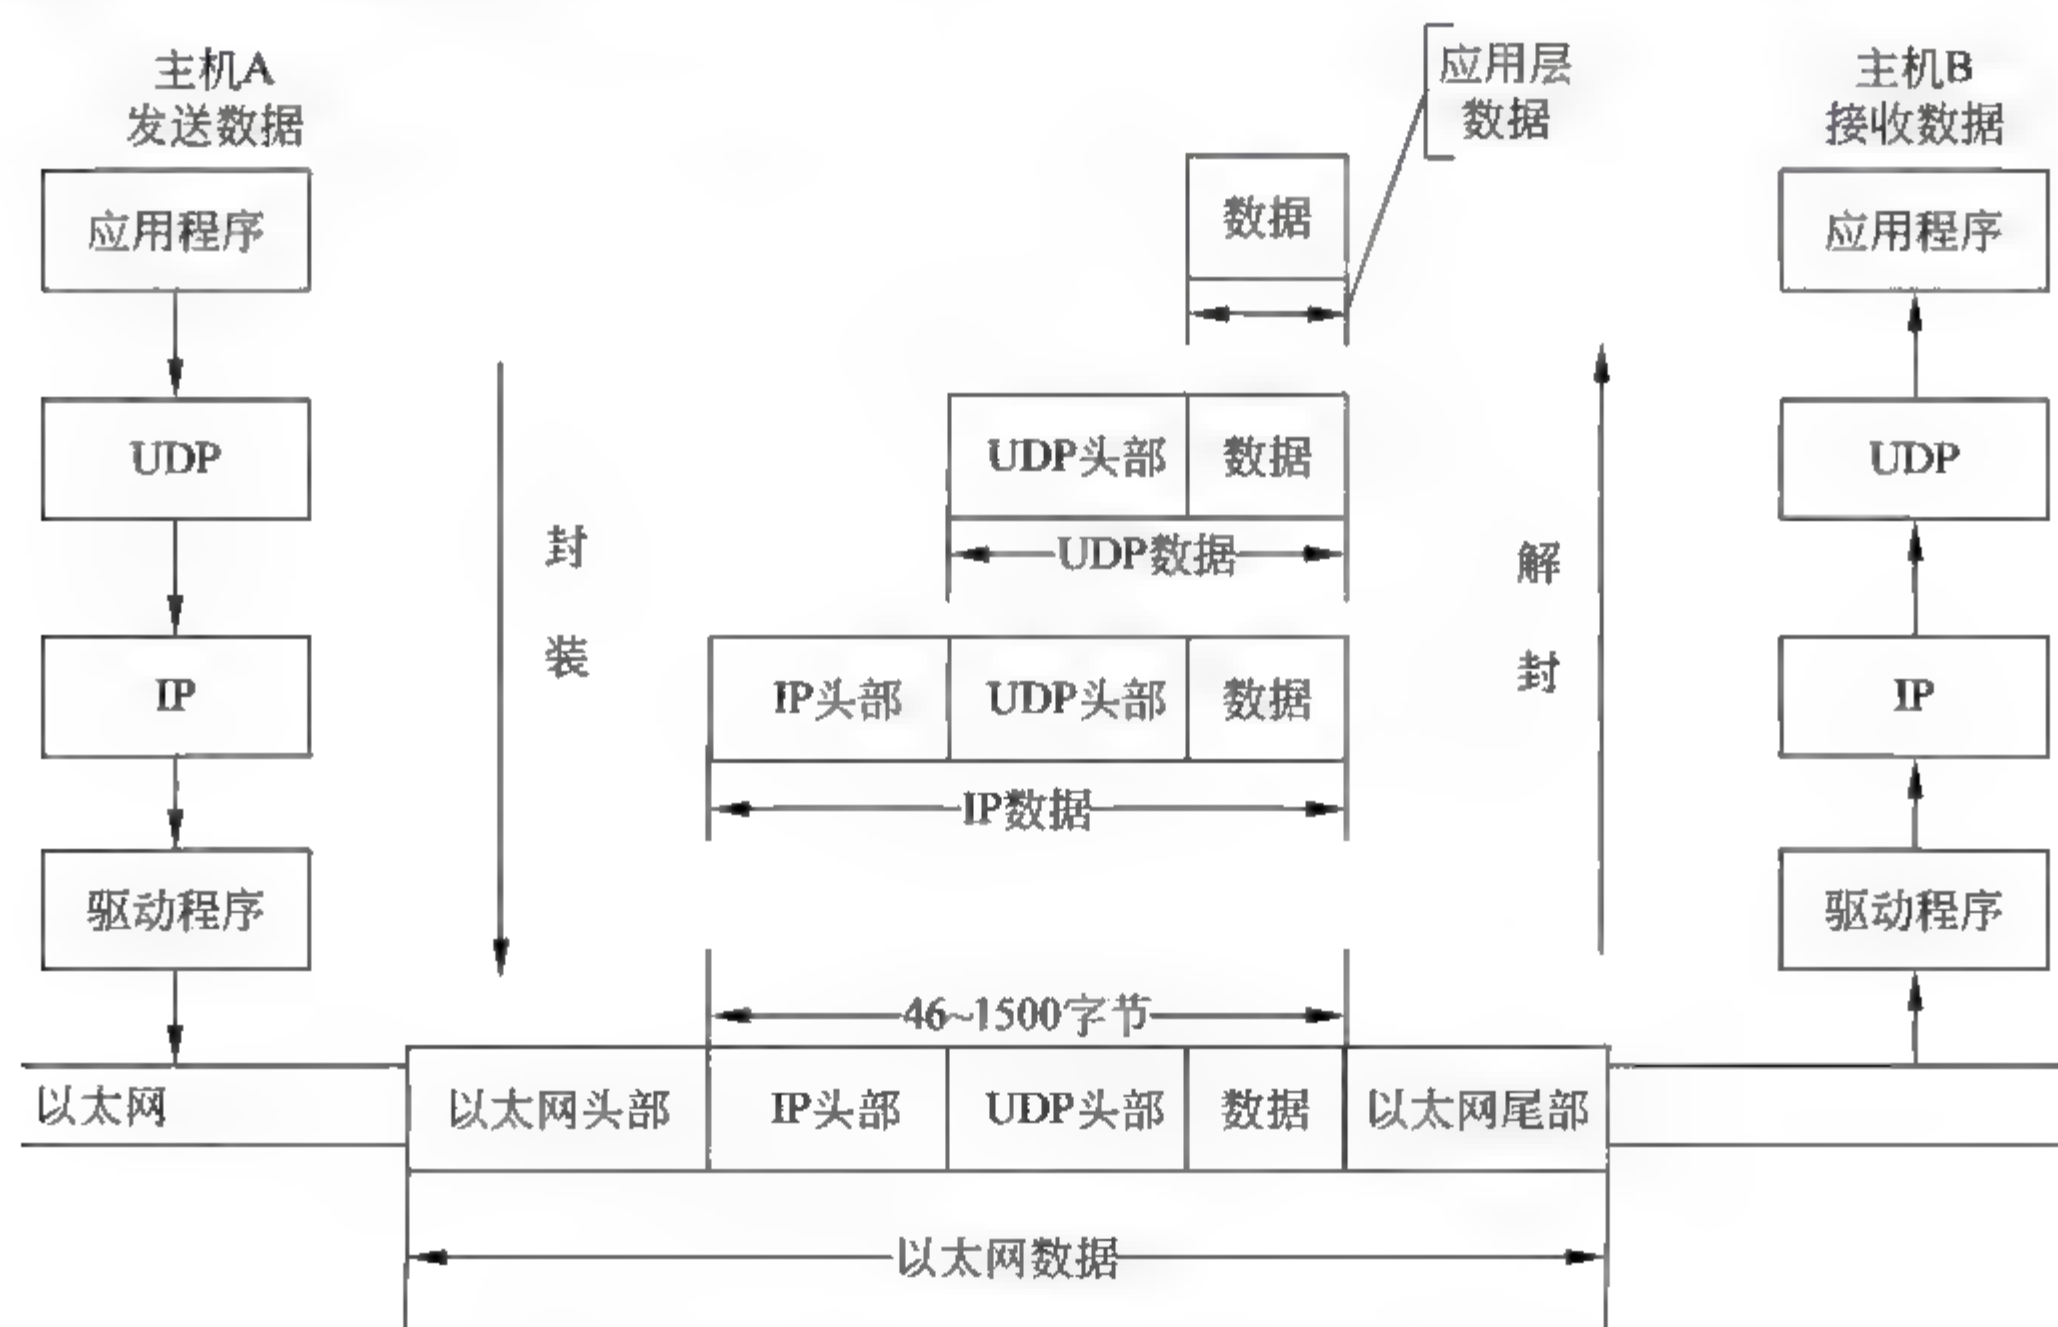 主机A
发送数据
应用程序
UDP
IP
驱动程序
以太网
封
装
应用层
数据
数据
UDP头部 数据
UDP数据
IP头部 UDP头部 数据
IP数据
46~1500字节
以太网头部 IP头部 UDP头部 数据 以太网尾部
以太网数据
解
封
主机B
接收数据
应用程序
UDP
IP
驱动程序